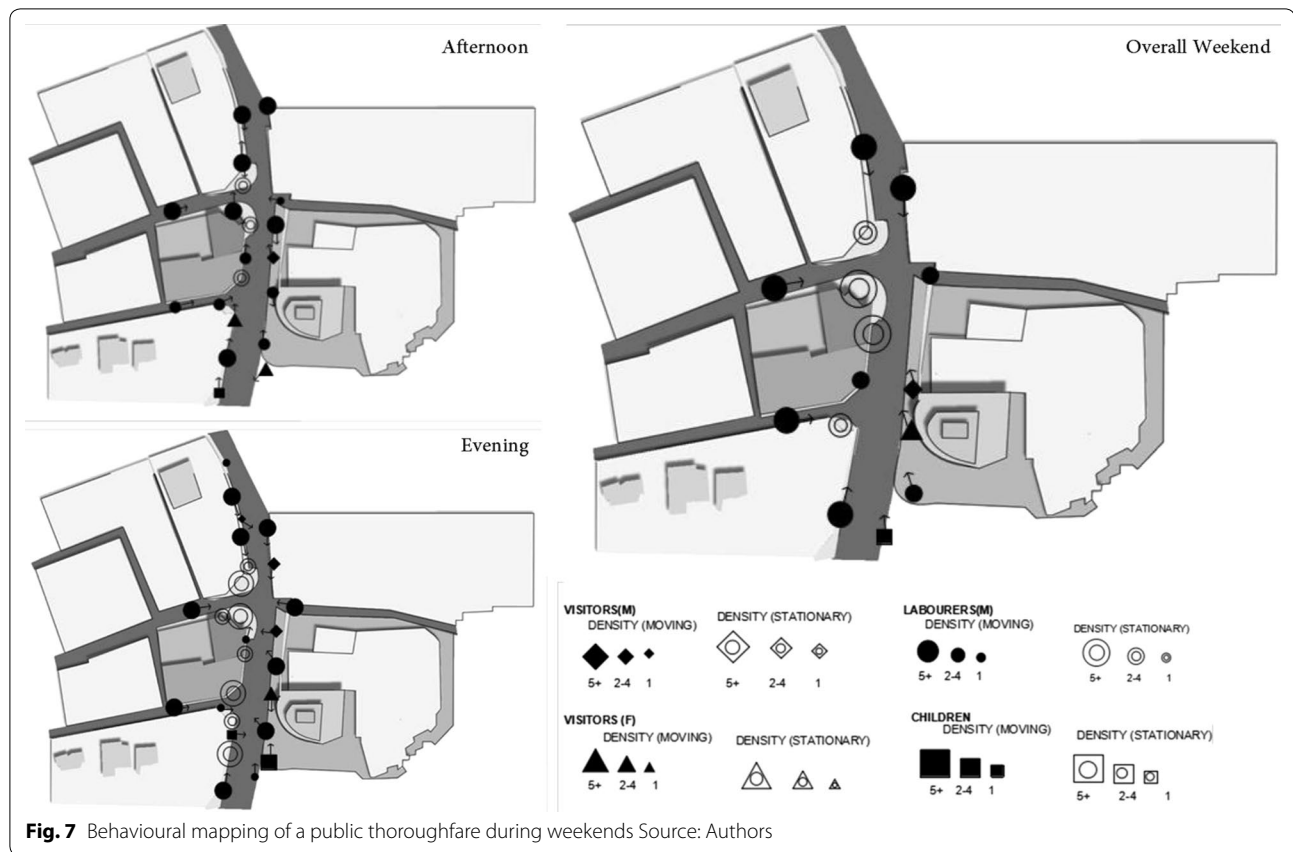 Afternoon
Overall Weekend
Evening
VISITORS(M)
DENSITY (MOVING)
5+ 2-4 1
DENSITY (STATIONARY)
5+ 2-4 1
LABOURERS(M)
DENSITY (MOVING)
5+ 2-4 1
DENSITY (STATIONARY)
5+ 2-4 1
VISITORS (F)
DENSITY (MOVING)
5+ 2-4 1
DENSITY (STATIONARY)
5+ 2-4 1
CHILDREN
DENSITY (MOVING)
5+ 2-4 1
DENSITY (STATIONARY)
5+ 2-4 1
Fig. 7 Behavioural mapping of a public thoroughfare during weekends Source: Authors